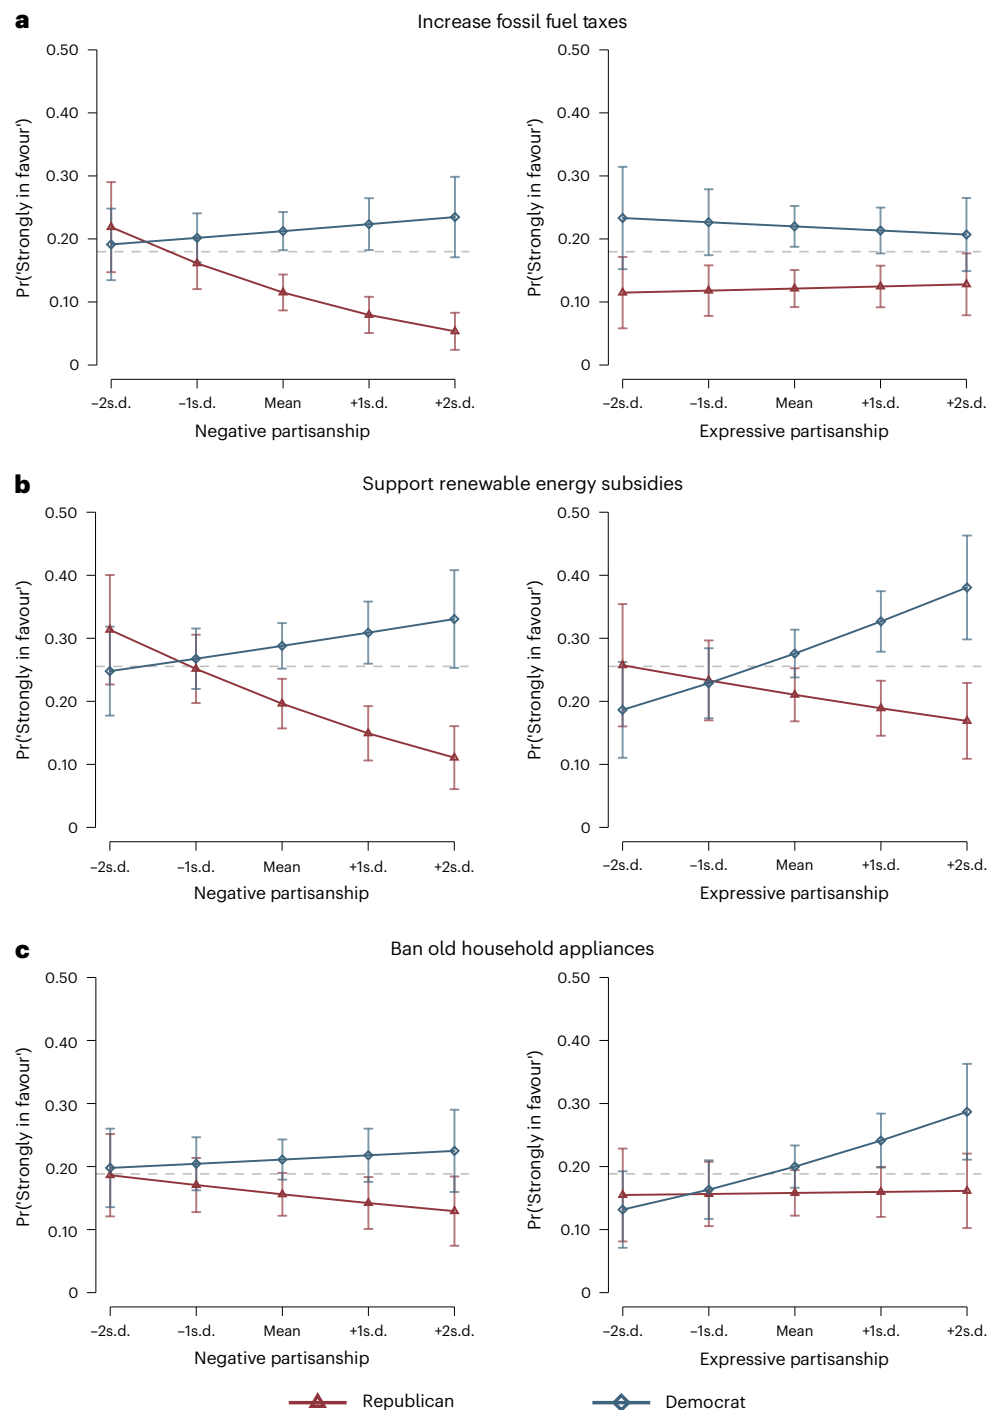 a
Increase fossil fuel taxes
0.50
0.40
0.30
0.20
0.10
0
Pr('Strongly in favour')
−2s.d.
−1s.d.
Mean
+1s.d.
+2s.d.
Negative partisanship
0.50
0.40
0.30
0.20
0.10
0
Pr('Strongly in favour')
−2s.d.
−1s.d.
Mean
+1s.d.
+2s.d.
Expressive partisanship
b
Support renewable energy subsidies
0.50
0.40
0.30
0.20
0.10
0
Pr('Strongly in favour')
−2s.d.
−1s.d.
Mean
+1s.d.
+2s.d.
Negative partisanship
0.50
0.40
0.30
0.20
0.10
0
Pr('Strongly in favour')
−2s.d.
−1s.d.
Mean
+1s.d.
+2s.d.
Expressive partisanship
c
Ban old household appliances
0.50
0.40
0.30
0.20
0.10
0
Pr('Strongly in favour')
−2s.d.
−1s.d.
Mean
+1s.d.
+2s.d.
Negative partisanship
0.50
0.40
0.30
0.20
0.10
0
Pr('Strongly in favour')
−2s.d.
−1s.d.
Mean
+1s.d.
+2s.d.
Expressive partisanship
Republican
Democrat